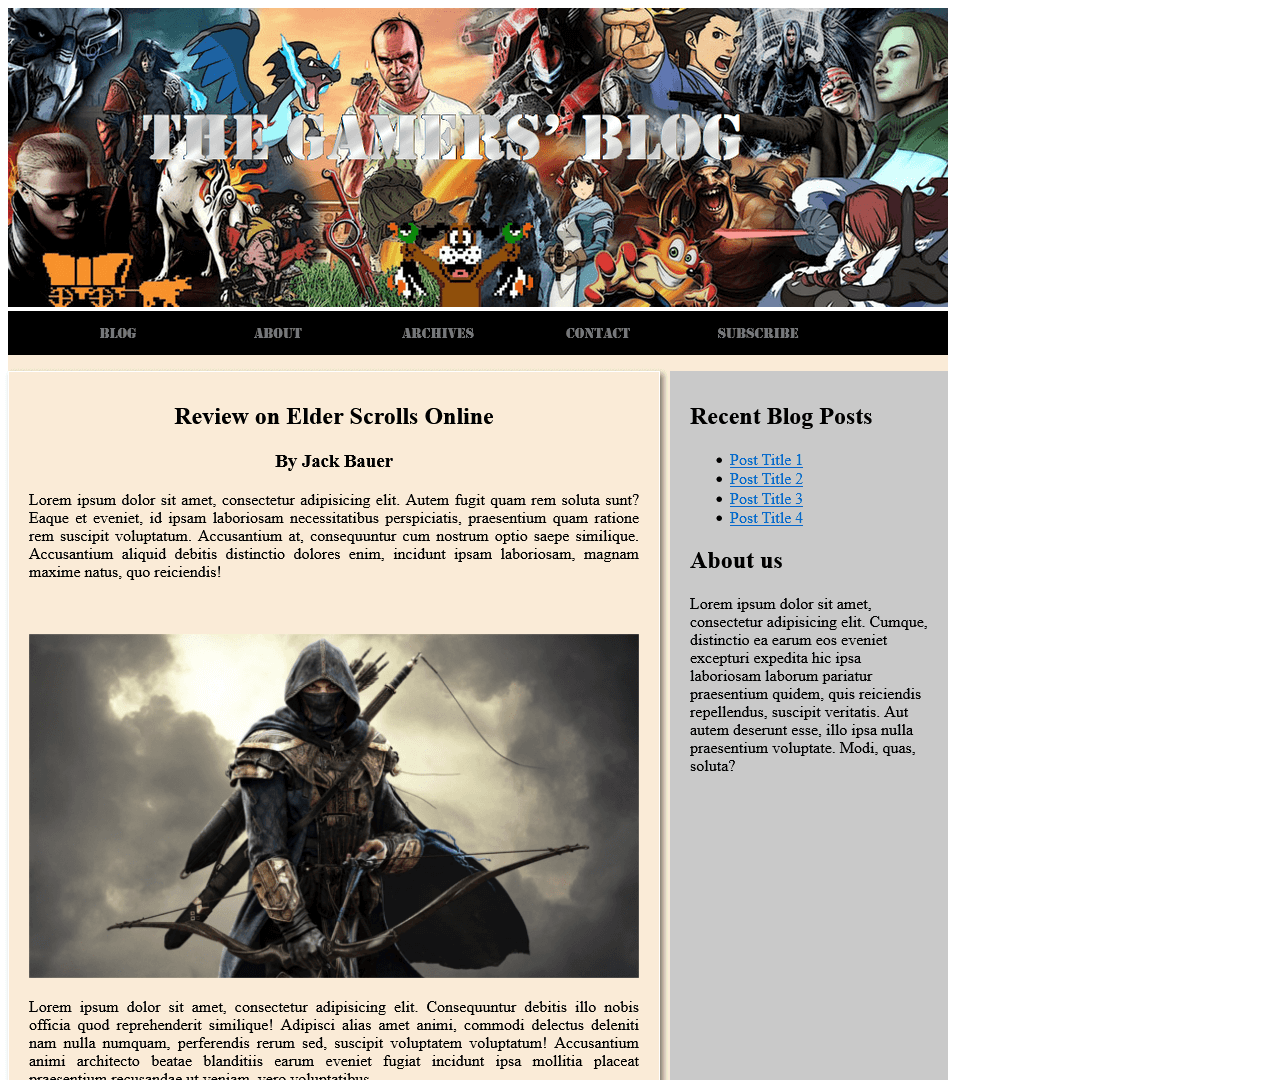 THE GAMERS’ BLOG
BLOG ABOUT ARCHIVES CONTACT SUBSCRIBE
Review on Elder Scrolls Online
By Jack Bauer
Lorem ipsum dolor sit amet, consectetur adipisicing elit. Autem fugit quam rem soluta sunt?
Eaque et eveniet, id ipsam laboriosam necessitatibus perspiciatis, praesentium quam ratione
rem suscipit voluptatum. Accusantium at, consequuntur cum nostrum optio saepe similique.
Accusantium aliquid debitis distinctio dolores enim, incidunt ipsam laboriosam, magnam
maxime natus, quo reiciendis!
Lorem ipsum dolor sit amet, consectetur adipisicing elit. Consequuntur debitis illo nobis
officia quod reprehenderit similique! Adipisci alias amet animi, commodi delectus deleniti
nam nulla numquam, perferendis rerum sed, suscipit voluptatem voluptatum! Accusantium
animi architecto beatae blanditiis earum eveniet fugiat incidunt ipsa mollitia placeat
praesentium recusandae ut veniam, vero voluptatibus.
Recent Blog Posts
Post Title 1
Post Title 2
Post Title 3
Post Title 4
About us
Lorem ipsum dolor sit amet,
consectetur adipisicing elit. Cumque,
distinctio ea earum eos eveniet
excepturi expedita hic ipsa
laboriosam laborum pariatur
praesentium quidem, quis reiciendis
repellendus, suscipit veritatis. Aut
autem deserunt esse, illo ipsa nulla
praesentium voluptate. Modi, quas,
soluta?